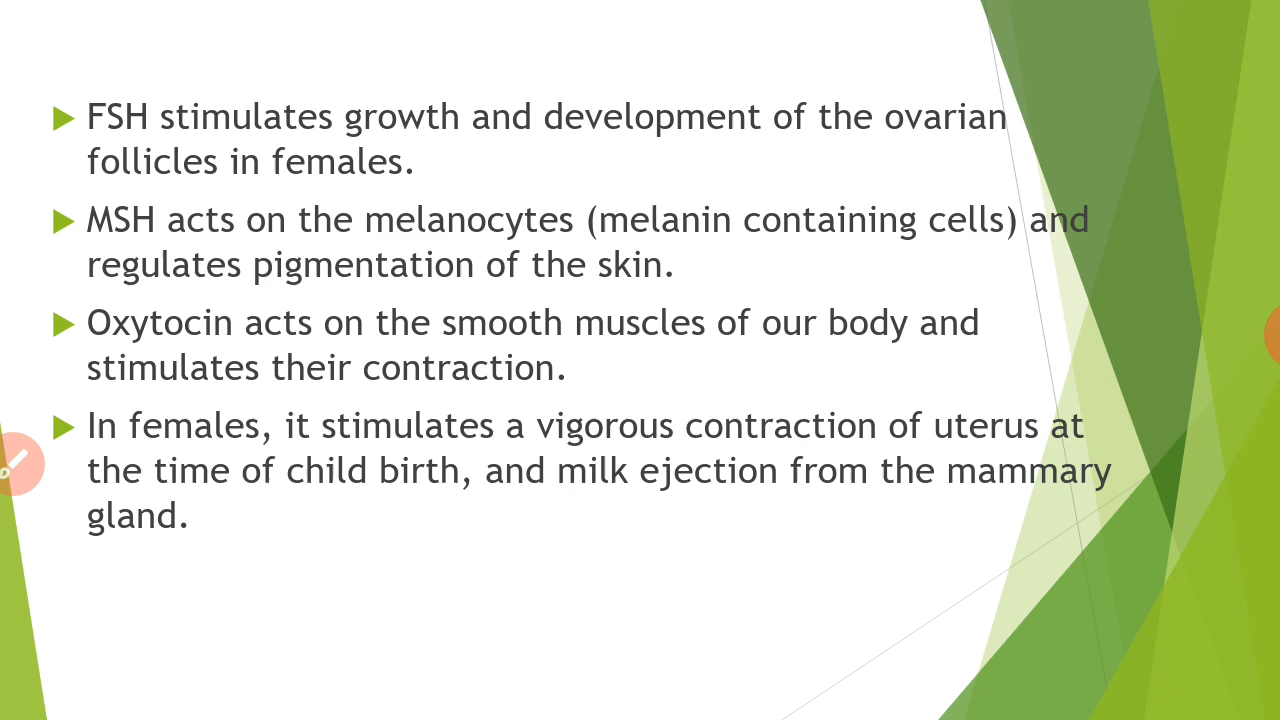 FSH stimulates growth and development of the ovarian
follicles in females.
MSH acts on the melanocytes (melanin containing cells) and
regulates pigmentation of the skin.
Oxytocin acts on the smooth muscles of our body and
stimulates their contraction.
In females, it stimulates a vigorous contraction of uterus at
the time of child birth, and milk ejection from the mammary
gland.